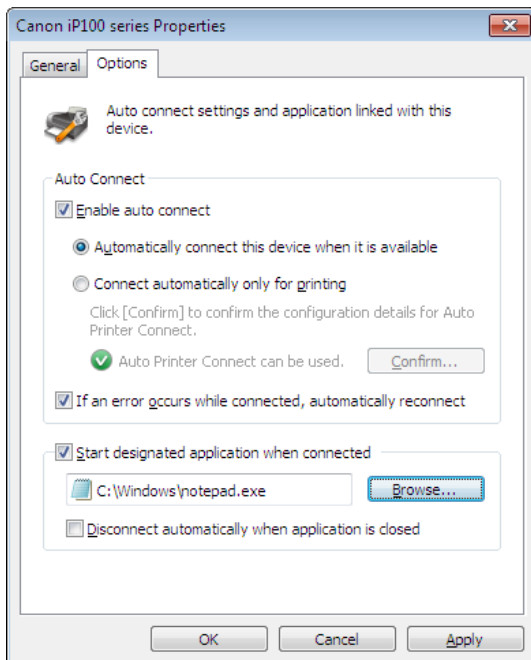 Canon iP100 series Properties
General
Options
Auto connect settings and application linked with this
device.
Auto Connect
Enable auto connect
Automatically connect this device when it is available
Connect automatically only for printing
Click [Confirm] to confirm the configuration details for Auto
Printer Connect.
Auto Printer Connect can be used.
Confirm...
If an error occurs while connected, automatically reconnect
Start designated application when connected
C:\Windows\notepad.exe
Browse...
Disconnect automatically when application is closed
OK
Cancel
Apply